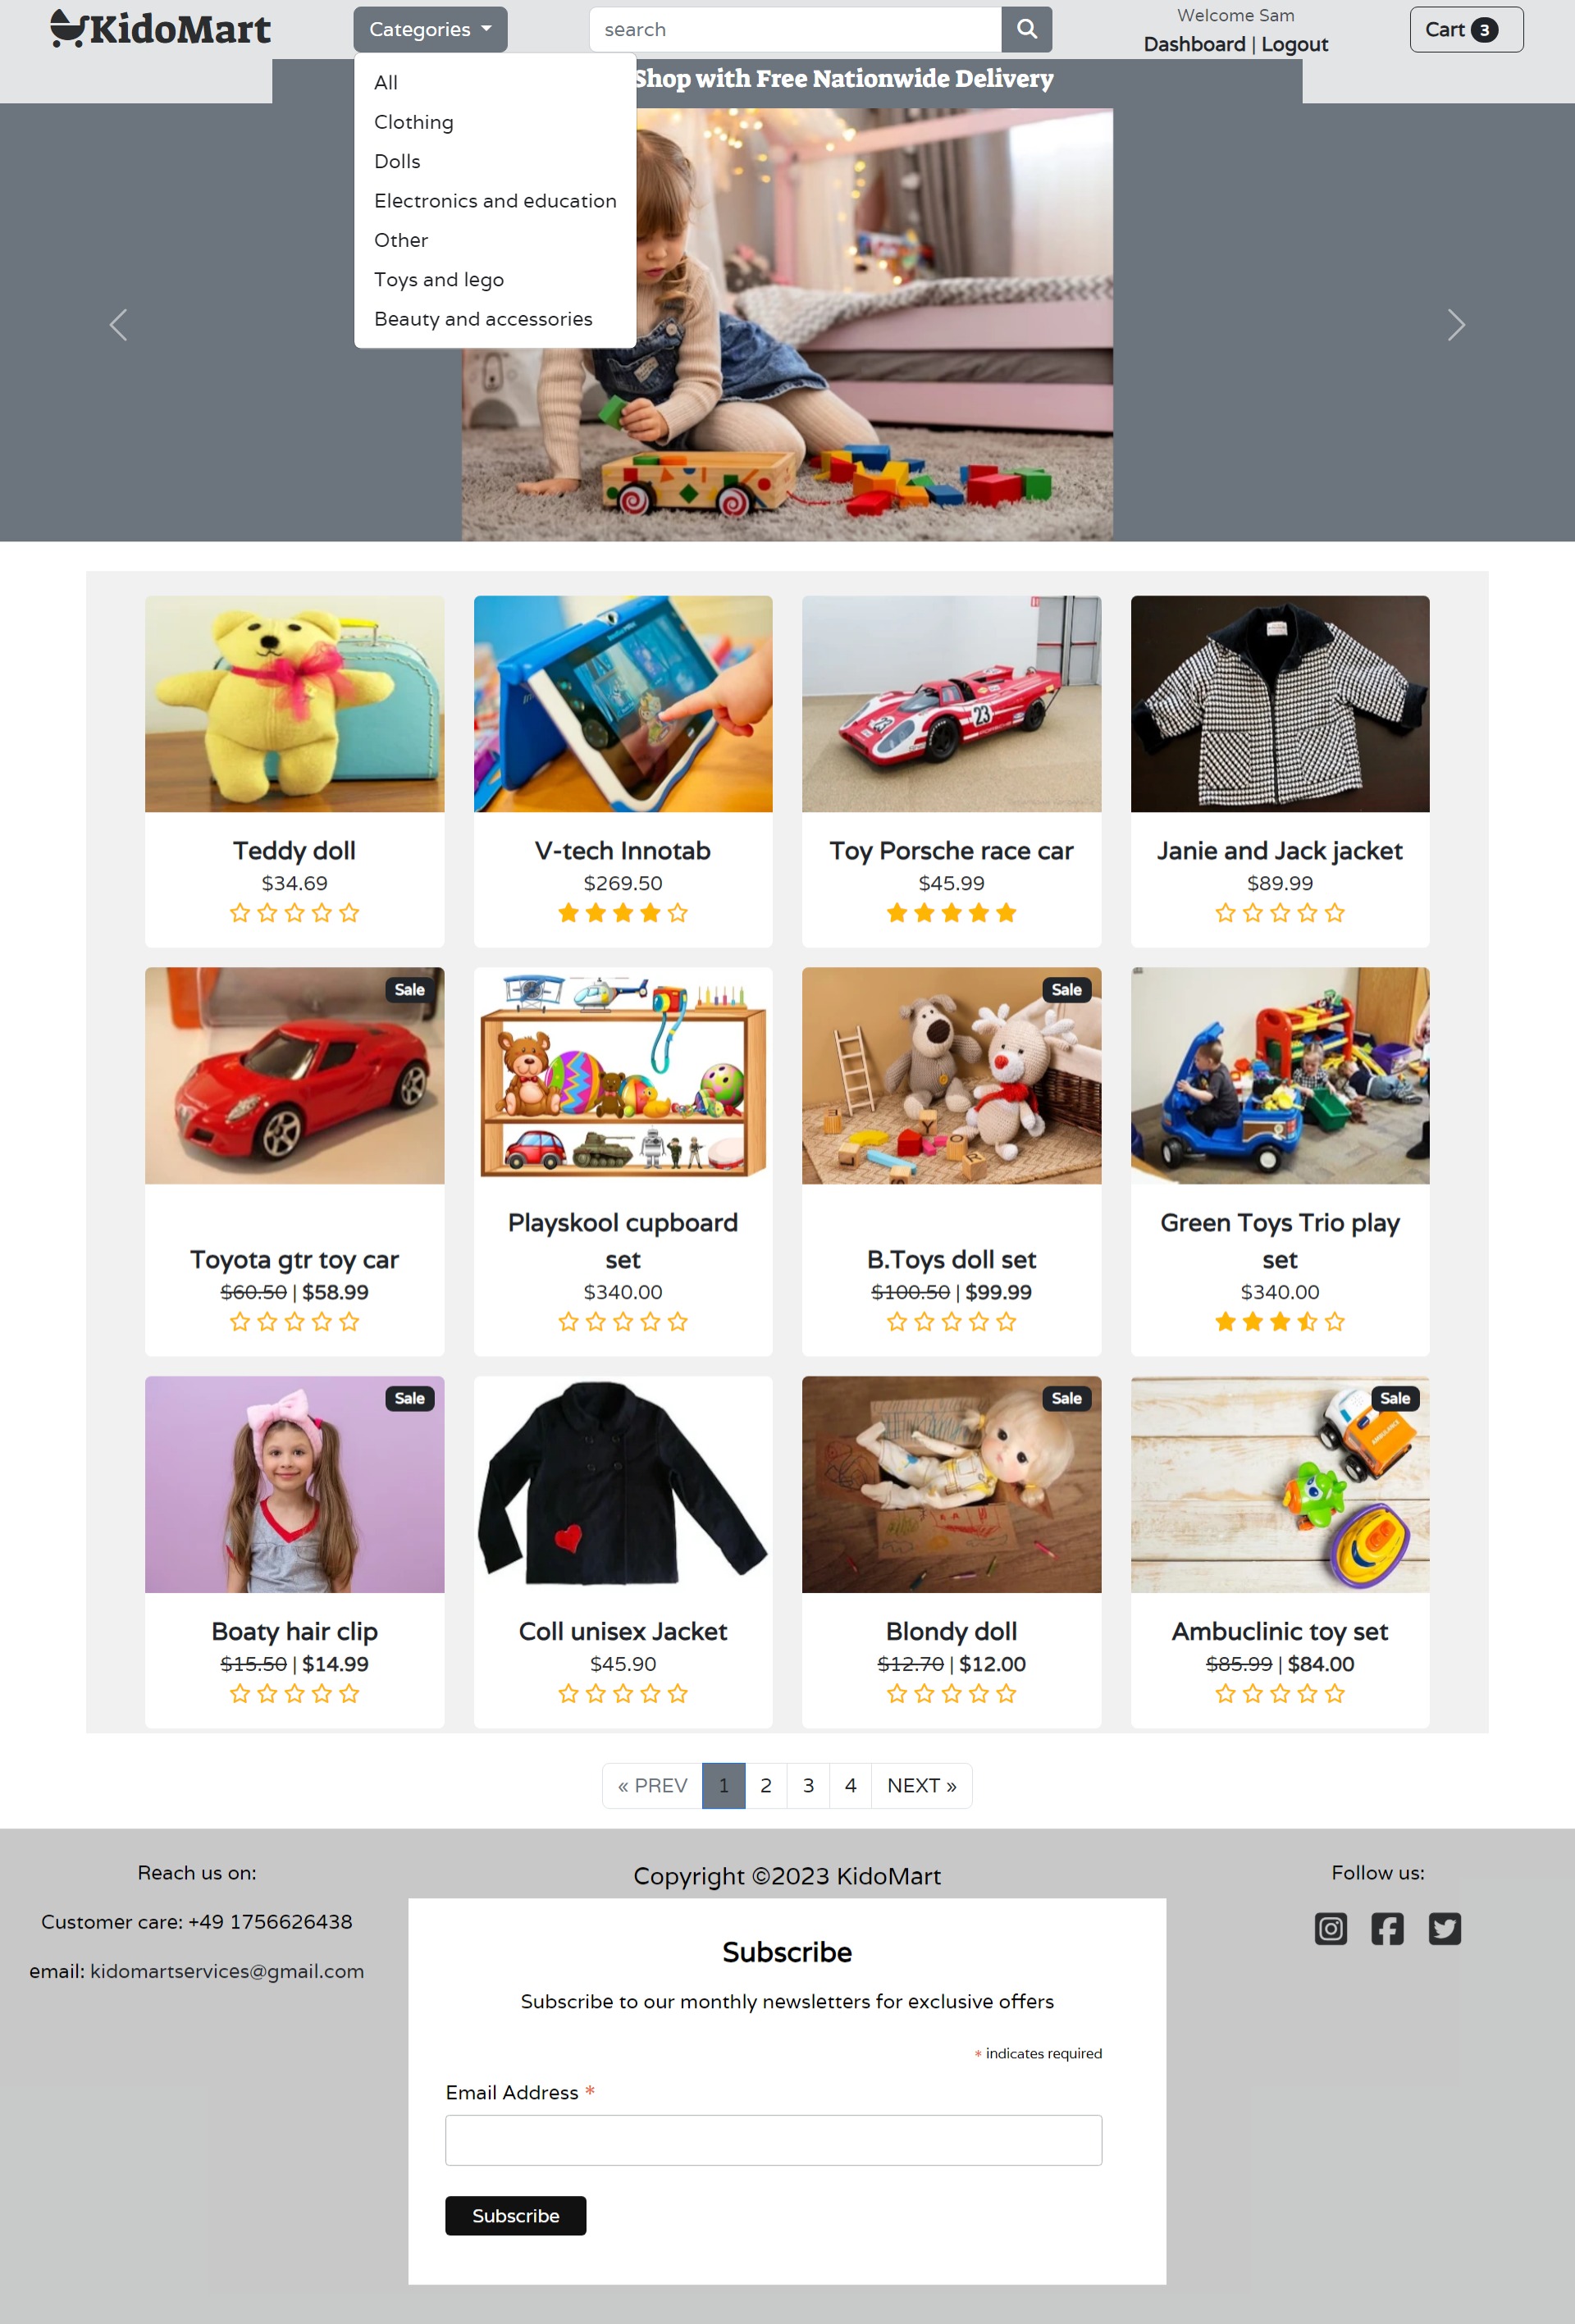 KidoMart
Categories
search
Welcome Sam
Dashboard | Logout
Cart 3
All
Clothing
Dolls
Electronics and education
Other
Toys and lego
Beauty and accessories
Shop with Free Nationwide Delivery
23
23
Teddy doll
$34.69
V-tech Innotab
$269.50
Toy Porsche race car
$45.99
Janie and Jack jacket
$89.99
Sale
Sale
Toyota gtr toy car
$60.50 | $58.99
Playskool cupboard
set
$340.00
B.Toys doll set
$100.50 | $99.99
Green Toys Trio play
set
$340.00
Sale
Sale
Sale
AMBULANCE
Boaty hair clip
$15.50 | $14.99
Coll unisex Jacket
$45.90
Blondy doll
$12.70 | $12.00
Ambuclinic toy set
$85.99 | $84.00
« PREV
1
2
3
4
NEXT »
Reach us on:
Customer care: +49 1756626438
email: kidomartservices@gmail.com
Copyright ©2023 KidoMart
Subscribe
Subscribe to our monthly newsletters for exclusive offers
* indicates required
Email Address *
Subscribe
Follow us: